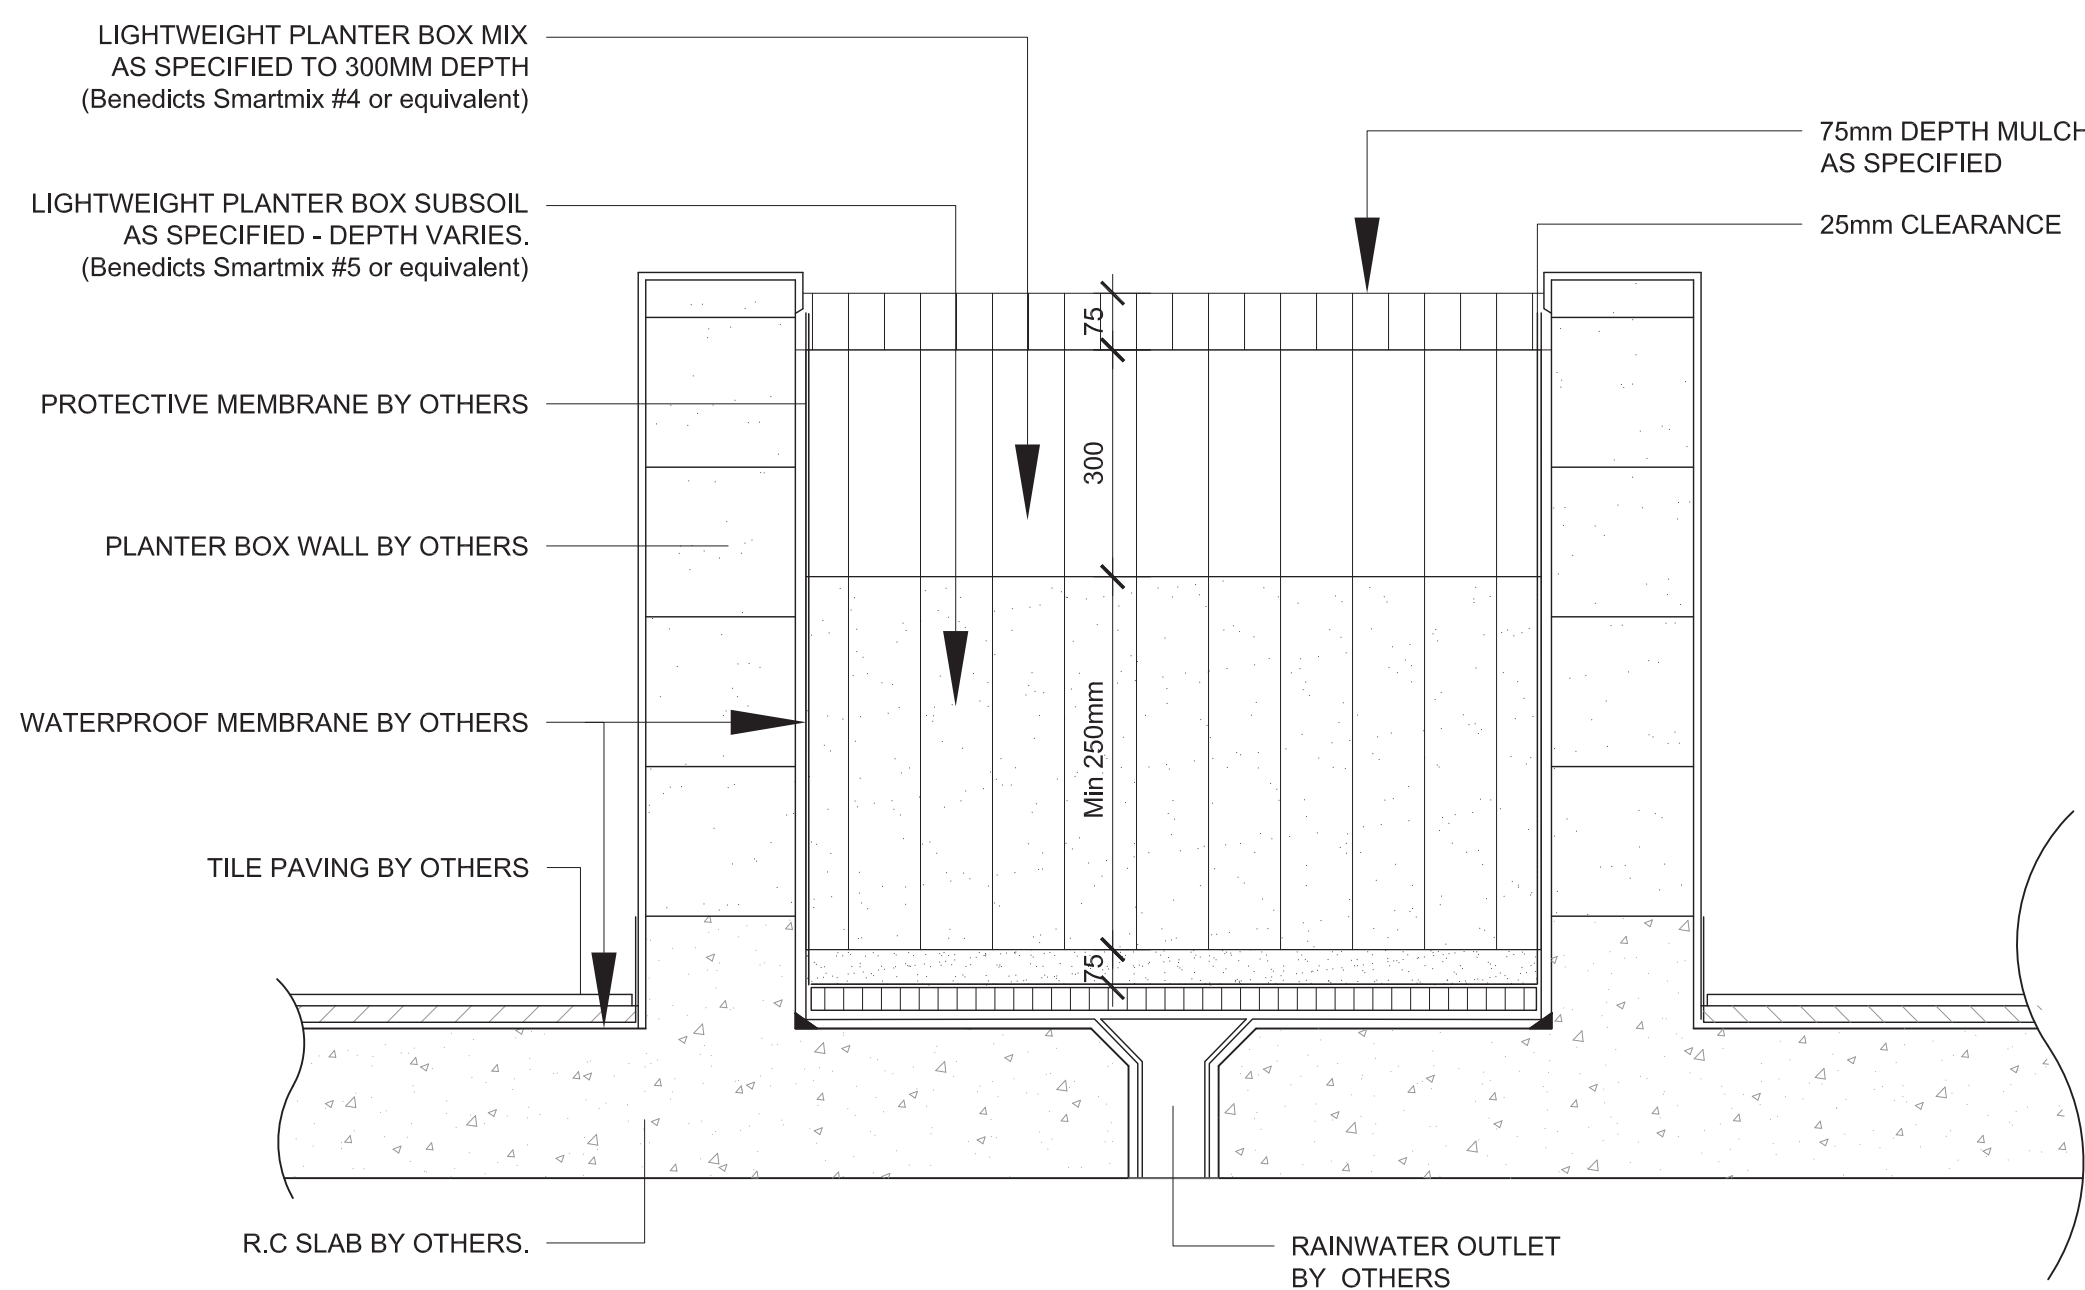 LIGHTWEIGHT PLANTER BOX MIX
AS SPECIFIED TO 300MM DEPTH
(Benedicts Smartmix #4 or equivalent)
75mm DEPTH MULCH
AS SPECIFIED
LIGHTWEIGHT PLANTER BOX SUBSOIL
AS SPECIFIED - DEPTH VARIES.
(Benedicts Smartmix #5 or equivalent)
25mm CLEARANCE
75
PROTECTIVE MEMBRANE BY OTHERS
300
PLANTER BOX WALL BY OTHERS
WATERPROOF MEMBRANE BY OTHERS
Min 250mm
TILE PAVING BY OTHERS
75
R.C SLAB BY OTHERS.
RAINWATER OUTLET
BY OTHERS